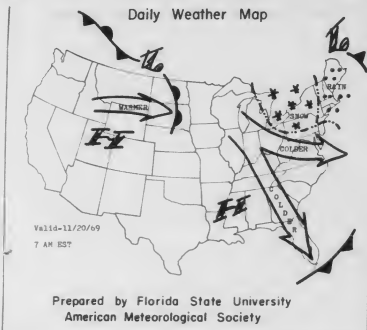 Daily Weather Map
RAIN
WARMER
SNOW
COLDER
COLDER
Valid-11/20/69
7 AM EST
Prepared by Florida State University
American Meteorological Society